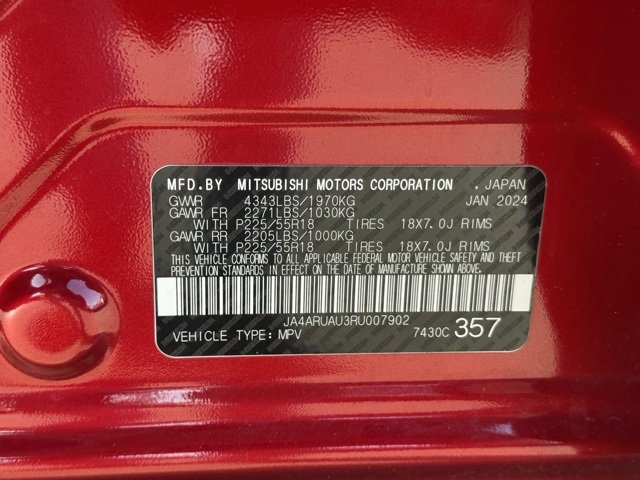 MFD.BY MITSUBISHI MOTORS CORPORATION . JAPAN
GVWR 4343LBS/1970KG JAN 2024
GAWR FR 2271LBS/1030KG
WITH P225/55R18 TIRES 18X7.0J RIMS
GAWR RR 2205LBS/1000KG
WITH P225/55R18 TIRES 18X7.0J RIMS
THIS VEHICLE CONFORMS TO ALL APPLICABLE FEDERAL MOTOR VEHICLE SAFETY AND THEFT
PREVENTION STANDARDS IN EFFECT ON THE DATE OF MANUFACTURE SHOWN ABOVE.
JA4ARUAU3RU007902
VEHICLE TYPE: MPV 7430C 357